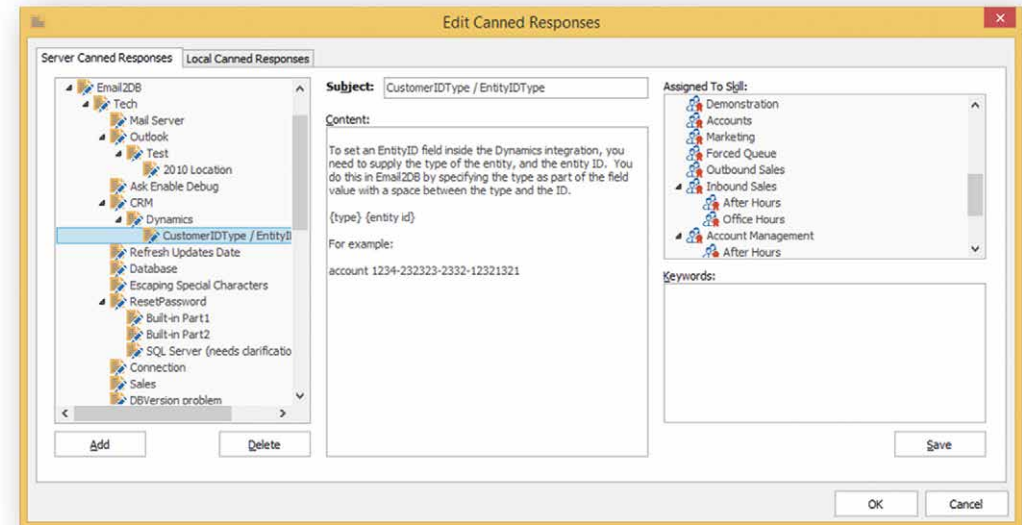 Edit Canned Responses
Server Canned Responses
Local Canned Responses
Email2DB
Tech
Mail Server
Outlook
Test
2010 Location
Ask Enable Debug
CRM
Dynamics
CustomerIDType / EntityI
Refresh Updates Date
Database
Escaping Special Characters
ResetPassword
Built-in Part1
Built-in Part2
SQL Server (needs clarificatio
Connection
Sales
DBVersion problem
Add
Delete
Subject:
CustomerIDType / EntityIDType
Content:
To set an EntityID field inside the Dynamics integration, you
need to supply the type of the entity, and the entity ID. You
do this in Email2DB by specifying the type as part of the field
value with a space between the type and the ID.
{type} {entity id}
For example:
account 1234-232323-2332-12321321
Assigned To Skill:
Demonstration
Accounts
Marketing
Forced Queue
Outbound Sales
Inbound Sales
After Hours
Office Hours
Account Management
After Hours
Keywords:
Save
OK
Cancel